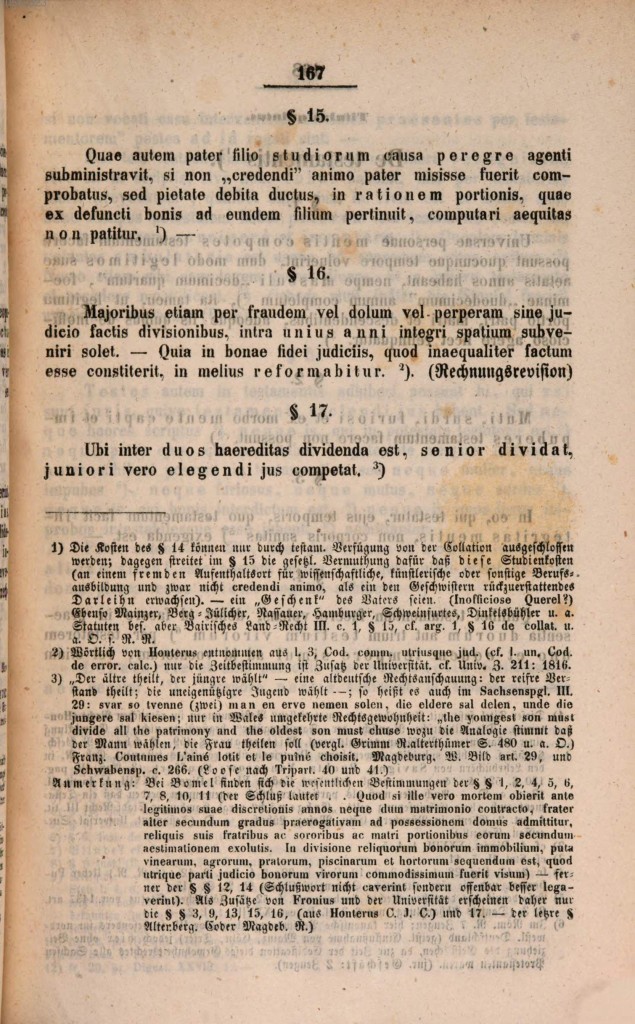 167
§ 15.
Quae autem pater filio studiorum causa peregre agenti
subministravit, si non „credendi” animo pater misisse fuerit com-
probatus, sed pietate debita ductus, in rationem portionis, quae
ex defuncti bonis ad eundem filium pertinuit, computari aequitas
non patitur. ¹) —
§ 16.
Majoribus etiam per fraudem vel dolum vel perperam sine ju-
dicio factis divisionibus, intra unius anni integri spatium subve-
niri solet. — Quia in bonae fidei judiciis, quod inaequaliter factum
esse constiterit, in melius reformabitur. ²). (Rechnungsrevision)
§ 17.
Ubi inter duos haereditas dividenda est, senior dividat,
juniori vero elegendi jus competat. ³)
1) Die Kosten des § 14 können nur durch testam. Verfügung von der Collation ausgeschlossen
werden; dagegen streitet im § 15 die gesetzl. Vermuthung dafür daß diese Studienkosten
(an einem fremden Aufenthaltsort für wissenschaftliche, künstlerische oder sonstige Berufs-
ausbildung und zwar nicht credendi animo, als ein den Geschwistern rückzuerstattendes
Darleihn erwachsen). — ein „Geschenk” des Vaters seien. (Inofficiose Querel?)
Ebenso Mainzer, Berg-Jülicher, Nassauer, Hamburger, Schweinfurtes, Dinkelsbühler u. a.
Statuten bes. aber Bairisches Land-Recht III. c. 1, § 15, cf. arg. 1, § 16 de collat. u.
a. O. s. R. R.
2) Wörtlich von Honterus entnommen aus l. 3, Cod. comm. utriusque jud. (cf. l. un. Cod.
de error. calc.) nur die Zeitbestimmung ist Zusatz der Universität. cf. Univ. Z. 211: 1816.
3) „Der ältre theilt, der jüngre wählt” — eine altdeutsche Rechtsanschauung: der reifre Ver-
stand theilt; die uneigenützigre Jugend wählt —; so heißt es auch im Sachsenspgl. III.
29: svar so tvenne (zwei) man en erve nemen solen, die eldere sal delen, unde die
jungere sal kiesen; nur in Wales umgekehrte Rechtsgewohnheit: „the youngest son must
divide all the patrimony and the oldest son must chuse wozu die Analogie stimmt daß
der Mann wählen, die Frau theilen soll (vergl. Grimm R.alterthümer S. 480 u. a. O.)
Franz. Coutumes L'ainé lotit et le puîné choisit. Magdeburg. W. Bild art. 29, und
Schwabensp. c. 266. (Loose nach Tripart. 40 und 41.)
Anmerkung: Bei Bomel finden sich die wesentlichen Bestimmungen der §§ 1, 2, 4, 5, 6,
7, 8, 10, 11 (der Schluß lautet . . Quod si ille vero mortem obierit ante
legitimos suae discretionis annos neque dum matrimonio contracto, frater
alter secundum gradus praerogativam ad possessionem domus admittitur,
reliquis suis fratribus ac sororibus ac matri portionibus eorum secundum
aestimationem exolutis. In divisione reliquorum bonorum immobilium, puta
vinearum, agrorum, pratorum, piscinarum et hortorum sequendum est, quod
utrique parti judicio bonorum virorum commodissimum fuerit visum) — fer-
ner der §§ 12, 14 (Schlußwort nicht caverint sondern offenbar besser lega-
verint). Als Zusätze von Fronius und der Universität erscheinen daher nur
die §§ 3, 9, 13, 15, 16, (aus Honterus C. J. C.) und 17. — der letzte §
Altenberg. Codex Magdeb. R.)